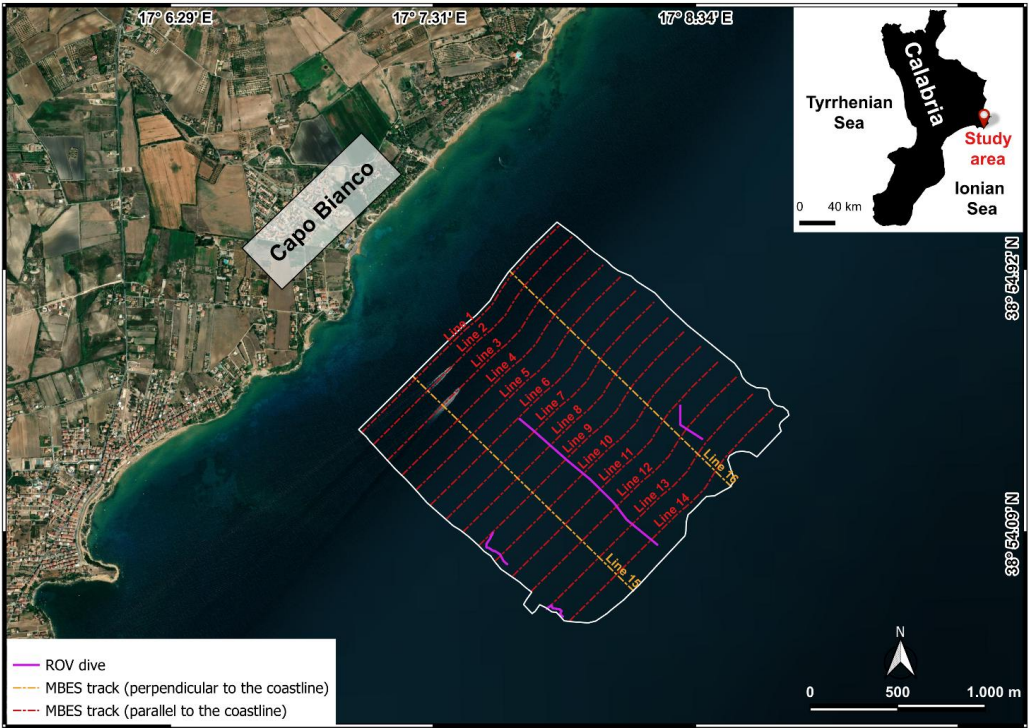 17° 6.29' E
17° 7.31' E
17° 8.34' E
Calabria
Tyrrhenian
Sea
Study
area
Ionian
Sea
0 40 km
38° 54.92' N
38° 54.09' N
Capo Bianco
Line 1
Line 2
Line 3
Line 4
Line 5
Line 6
Line 7
Line 8
Line 9
Line 10
Line 11
Line 12
Line 13
Line 14
Line 16
Line 15
ROV dive
MBES track (perpendicular to the coastline)
MBES track (parallel to the coastline)
N
0 500 1.000 m